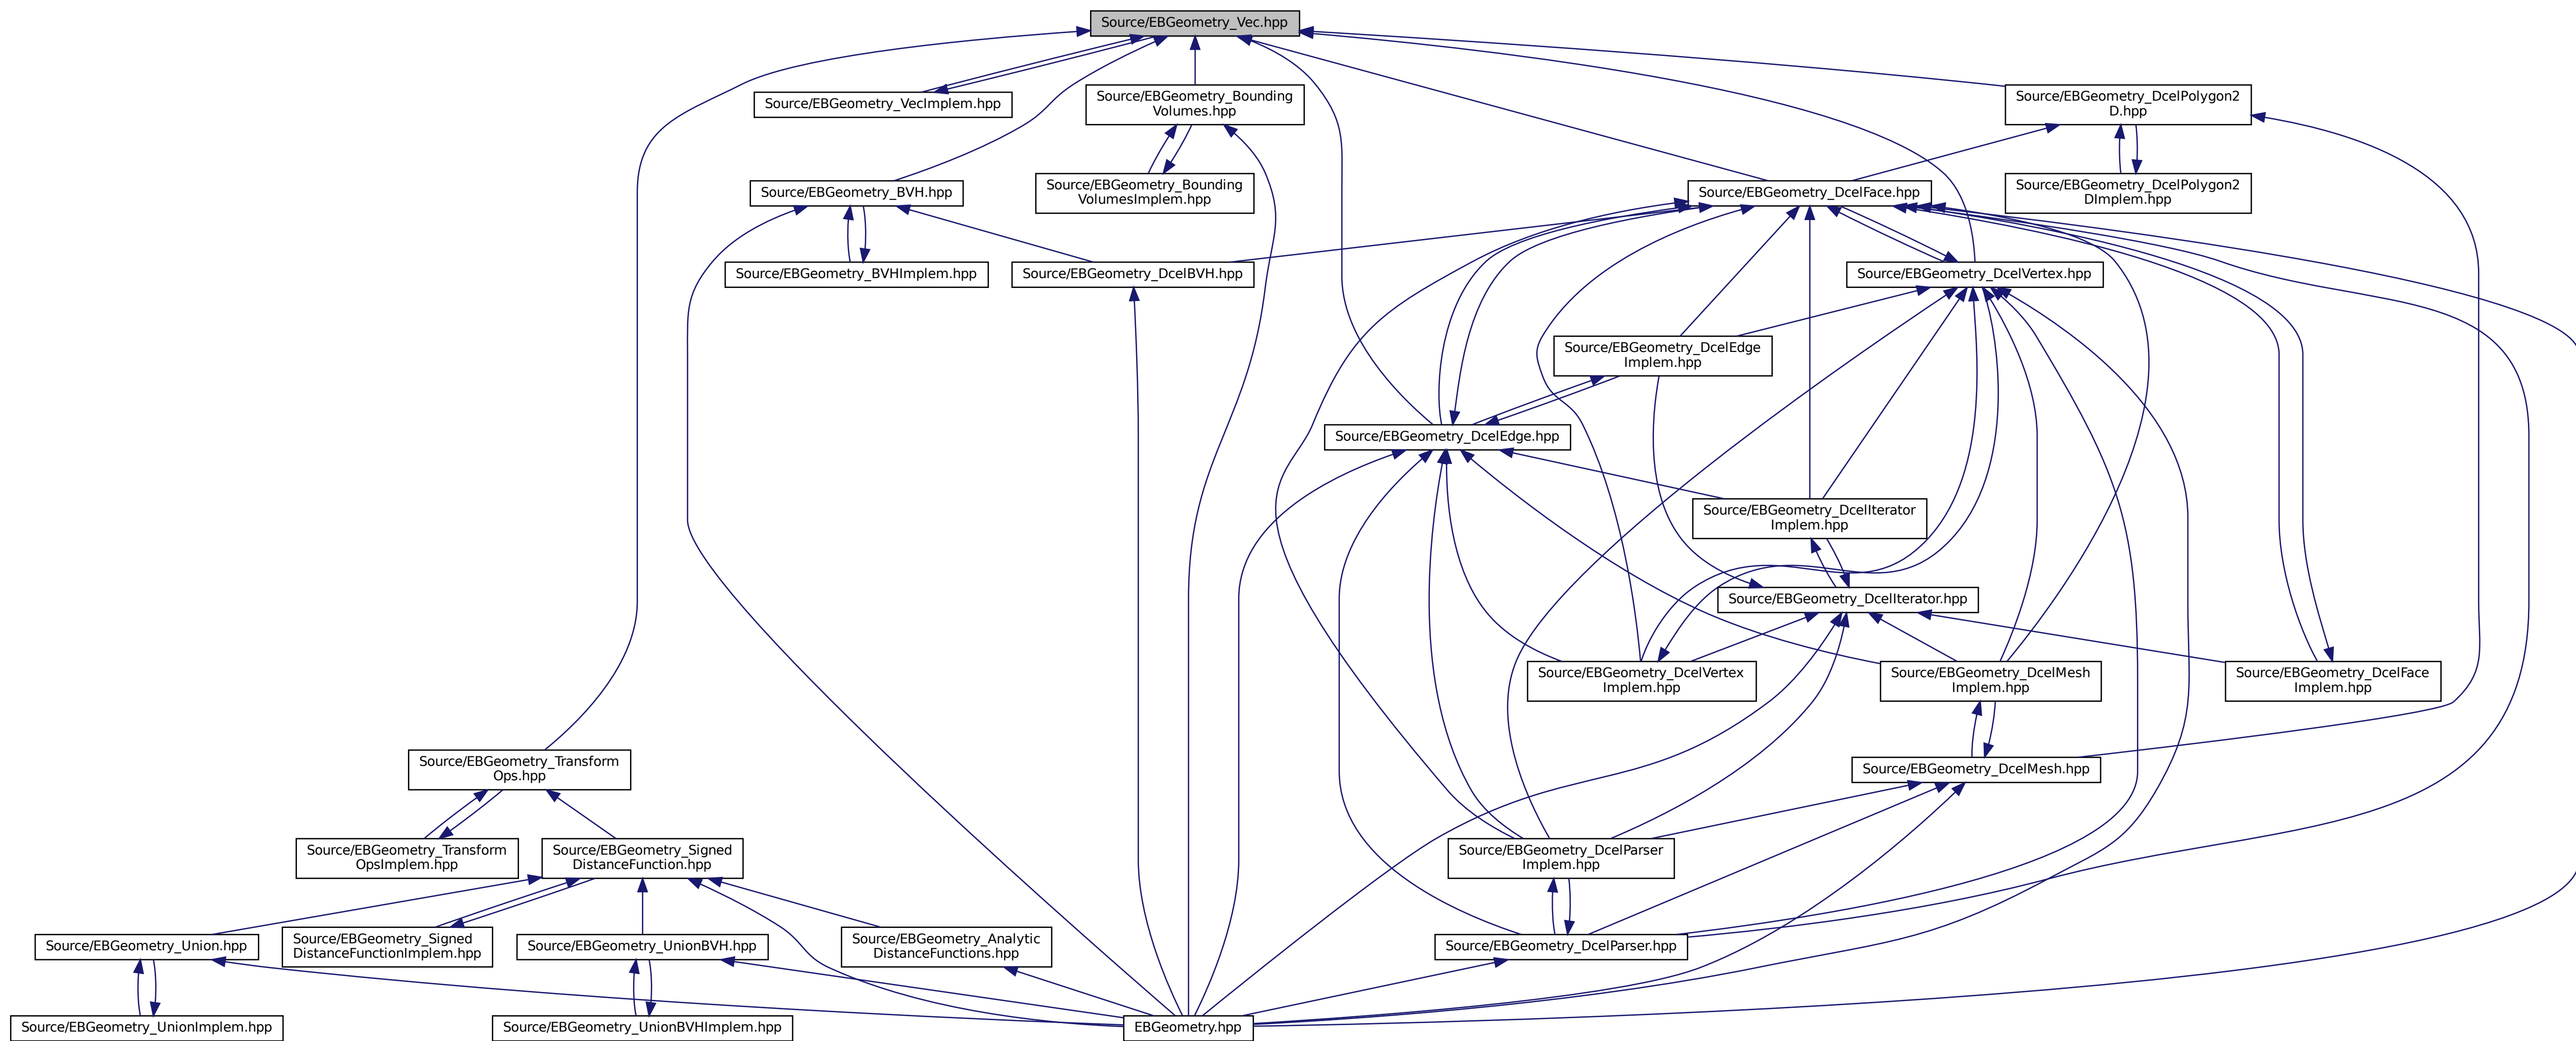 Source/EBGeometry_Vec.hpp
Source/EBGeometry_VecImplem.hpp
Source/EBGeometry_Bounding
Volumes.hpp
Source/EBGeometry_DcelPolygon2
D.hpp
Source/EBGeometry_BVH.hpp
Source/EBGeometry_Bounding
VolumesImplem.hpp
Source/EBGeometry_DcelFace.hpp
Source/EBGeometry_DcelPolygon2
DImplem.hpp
Source/EBGeometry_BVHImplem.hpp
Source/EBGeometry_DcelBVH.hpp
Source/EBGeometry_DcelVertex.hpp
Source/EBGeometry_DcelEdge
Implem.hpp
Source/EBGeometry_DcelEdge.hpp
Source/EBGeometry_DcelIterator
Implem.hpp
Source/EBGeometry_DcelIterator.hpp
Source/EBGeometry_DcelVertex
Implem.hpp
Source/EBGeometry_DcelMesh
Implem.hpp
Source/EBGeometry_DcelFace
Implem.hpp
Source/EBGeometry_Transform
Ops.hpp
Source/EBGeometry_DcelMesh.hpp
Source/EBGeometry_Transform
OpsImplem.hpp
Source/EBGeometry_Signed
DistanceFunction.hpp
Source/EBGeometry_DcelParser
Implem.hpp
Source/EBGeometry_Union.hpp
Source/EBGeometry_Signed
DistanceFunctionImplem.hpp
Source/EBGeometry_UnionBVH.hpp
Source/EBGeometry_Analytic
DistanceFunctions.hpp
Source/EBGeometry_DcelParser.hpp
Source/EBGeometry_UnionImplem.hpp
Source/EBGeometry_UnionBVHImplem.hpp
EBGeometry.hpp